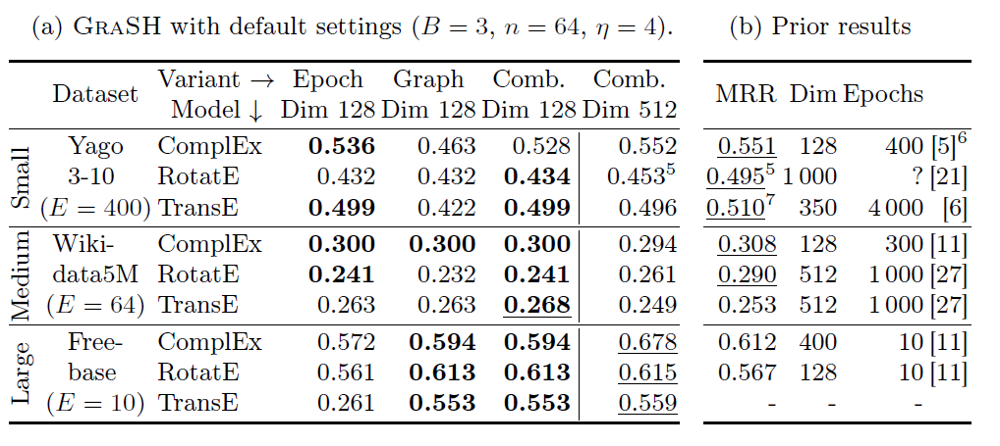 (a) GRASH with default settings (B = 3, n = 64, η = 4). (b) Prior results
Dataset Variant → Epoch Graph Comb. Comb. MRR Dim Epochs
Model ↓ Dim 128 Dim 128 Dim 128 Dim 512
Small Yago ComplEx 0.536 0.463 0.528 0.552 0.551 128 400 [5]⁶
3-10 RotatE 0.432 0.432 0.434 0.453⁵ 0.495⁵ 1 000 ? [21]
(E = 400) TransE 0.499 0.422 0.499 0.496 0.510⁷ 350 4 000 [6]
Medium Wiki- ComplEx 0.300 0.300 0.300 0.294 0.308 128 300 [11]
data5M RotatE 0.241 0.232 0.241 0.261 0.290 512 1 000 [27]
(E = 64) TransE 0.263 0.263 0.268 0.249 0.253 512 1 000 [27]
Large Free- ComplEx 0.572 0.594 0.594 0.678 0.612 400 10 [11]
base RotatE 0.561 0.613 0.613 0.615 0.567 128 10 [11]
(E = 10) TransE 0.261 0.553 0.553 0.559 - - -